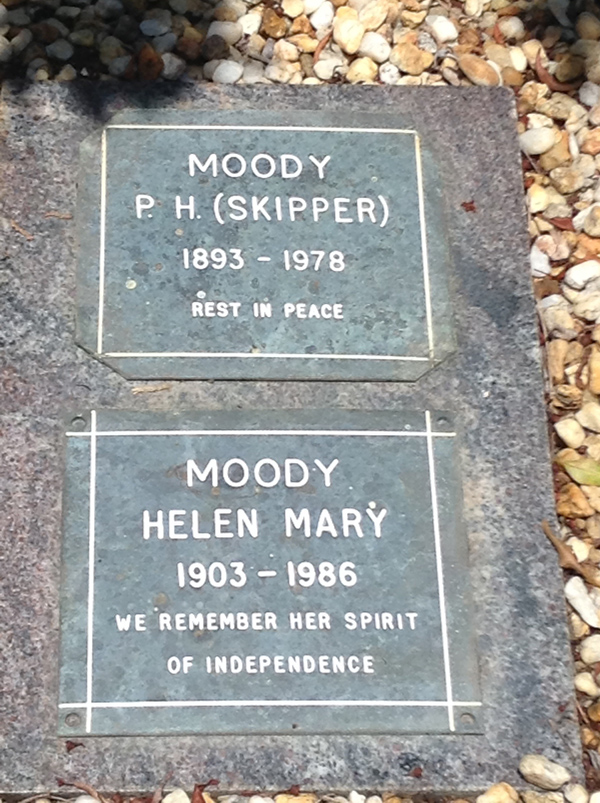 MOODY
P. H. (SKIPPER)
1893 - 1978
REST IN PEACE
MOODY
HELEN MARY
1903 - 1986
WE REMEMBER HER SPIRIT
OF INDEPENDENCE